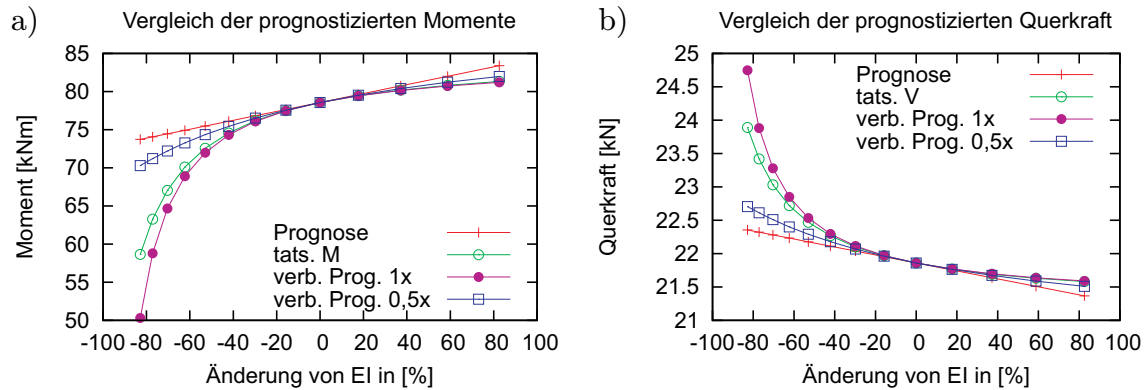 a)
Vergleich der prognostizierten Momente
Moment [kNm]
85
80
75
70
65
60
55
50
Prognose
tats. M
verb. Prog. 1x
verb. Prog. 0,5x
-100 -80 -60 -40 -20 0 20 40 60 80 100
Änderung von EI in [%]
b)
Vergleich der prognostizierten Querkraft
Querkraft [kN]
25
24.5
24
23.5
23
22.5
22
21.5
21
Prognose
tats. V
verb. Prog. 1x
verb. Prog. 0,5x
-100 -80 -60 -40 -20 0 20 40 60 80 100
Änderung von EI in [%]